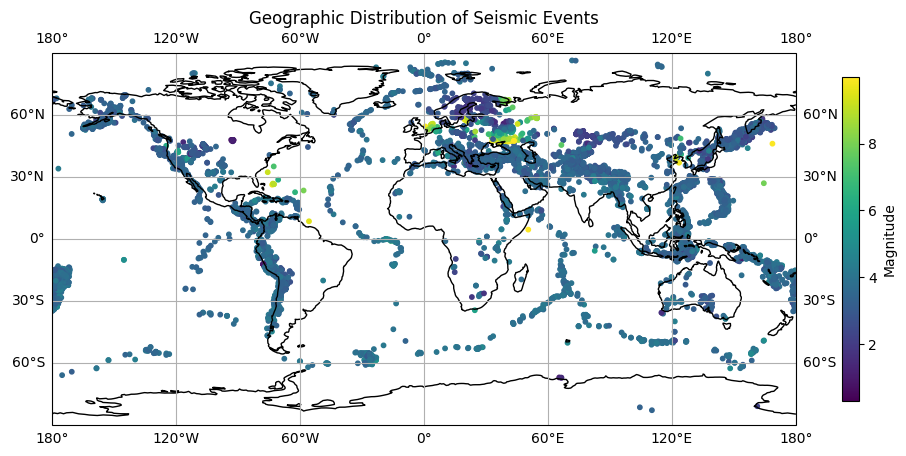 Geographic Distribution of Seismic Events
180° 120°W 60°W 0° 60°E 120°E 180°
60°N 60°N
30°N 30°N
0° 0°
30°S 30°S
60°S 60°S
180° 120°W 60°W 0° 60°E 120°E 180°
8
6
4
2
Magnitude